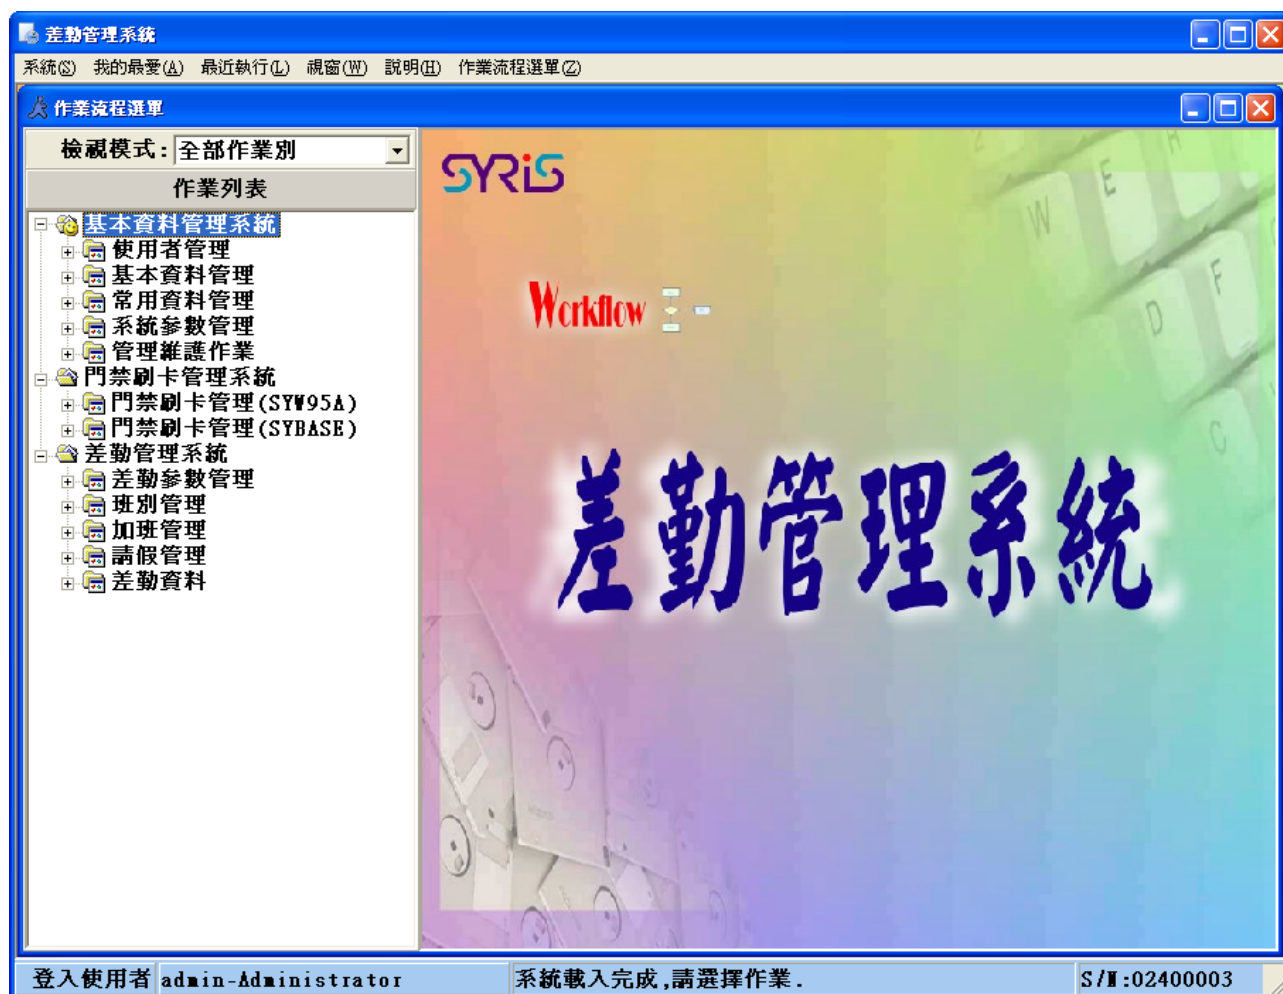 差勤管理系統
系統(S) 我的最愛(A) 最近執行(L) 視窗(W) 說明(H) 作業流程選單(Z)
作業流程選單
檢視模式: 全部作業別
作業列表
基本資料管理系統
使用者管理
基本資料管理
常用資料管理
系統參數管理
管理維護作業
門禁刷卡管理系統
門禁刷卡管理(SYW95A)
門禁刷卡管理(SYBASE)
差勤管理系統
差勤參數管理
班別管理
加班管理
請假管理
差勤資料
SYRiS
Workflow
差勤管理系統
W E
D F
C
登入使用者 admin-Administrator 系統載入完成,請選擇作業. S/N:02400003